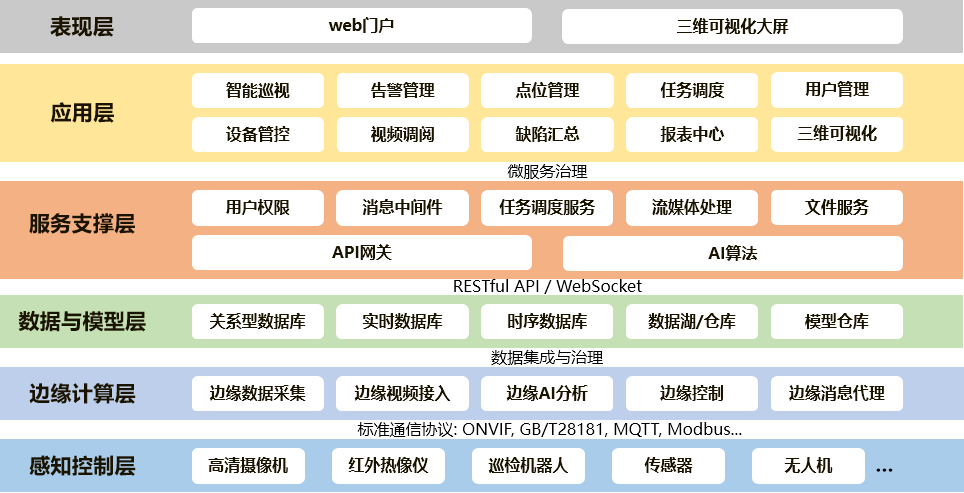 表现层
web门户
三维可视化大屏
应用层
智能巡视
告警管理
点位管理
任务调度
用户管理
设备管控
视频调阅
缺陷汇总
报表中心
三维可视化
微服务治理
服务支撑层
用户权限
消息中间件
任务调度服务
流媒体处理
文件服务
API网关
AI算法
RESTful API / WebSocket
数据与模型层
关系型数据库
实时数据库
时序数据库
数据湖/仓库
模型仓库
数据集成与治理
边缘计算层
边缘数据采集
边缘视频接入
边缘AI分析
边缘控制
边缘消息代理
标准通信协议: ONVIF, GB/T28181, MQTT, Modbus...
感知控制层
高清摄像机
红外热像仪
巡检机器人
传感器
无人机
...